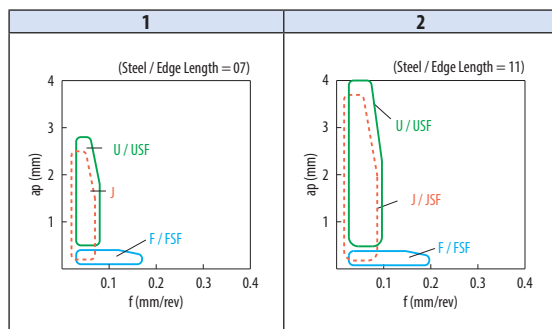 1
2
(Steel / Edge Length = 07)
4
3
2
1
ap (mm)
U / USF
J
F / FSF
0.1
0.2
0.3
0.4
f (mm/rev)
(Steel / Edge Length = 11)
4
3
2
1
ap (mm)
U / USF
J / JSF
F / FSF
0.1
0.2
0.3
0.4
f (mm/rev)